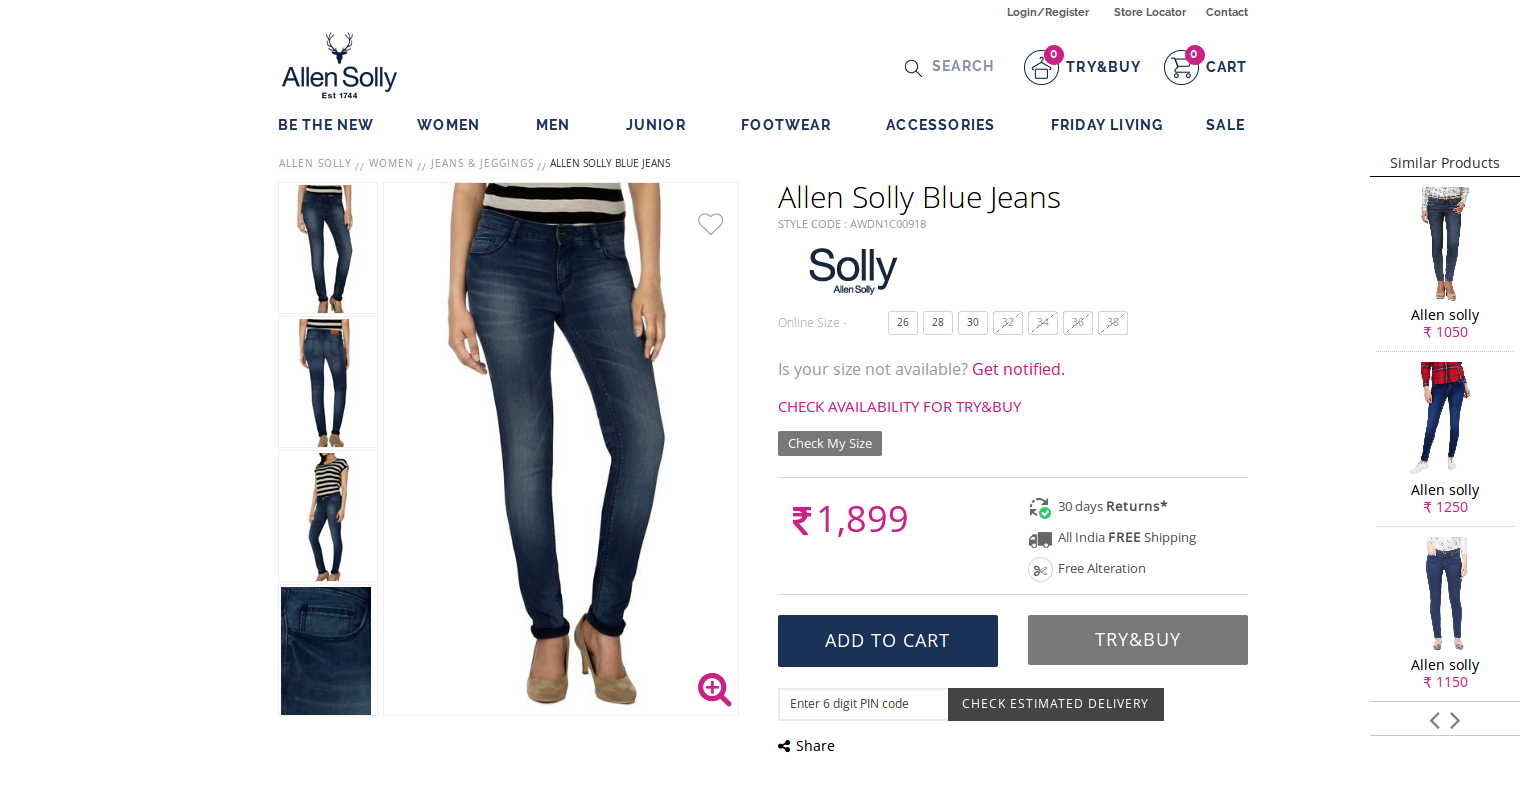 Login/Register Store Locator Contact
Allen Solly
Est 1744
SEARCH 0 TRY&BUY 0 CART
BE THE NEW WOMEN MEN JUNIOR FOOTWEAR ACCESSORIES FRIDAY LIVING SALE
ALLEN SOLLY // WOMEN // JEANS & JEGGINGS // ALLEN SOLLY BLUE JEANS
Allen Solly Blue Jeans
STYLE CODE : AWDN1C00918
Solly
Allen Solly
Online Size - 26 28 30 32 34 36 38
Is your size not available? Get notified.
CHECK AVAILABILITY FOR TRY&BUY
Check My Size
₹1,899
30 days Returns*
All India FREE Shipping
Free Alteration
ADD TO CART TRY&BUY
Enter 6 digit PIN code CHECK ESTIMATED DELIVERY
Share
Similar Products
Allen solly
₹ 1050
Allen solly
₹ 1250
Allen solly
₹ 1150